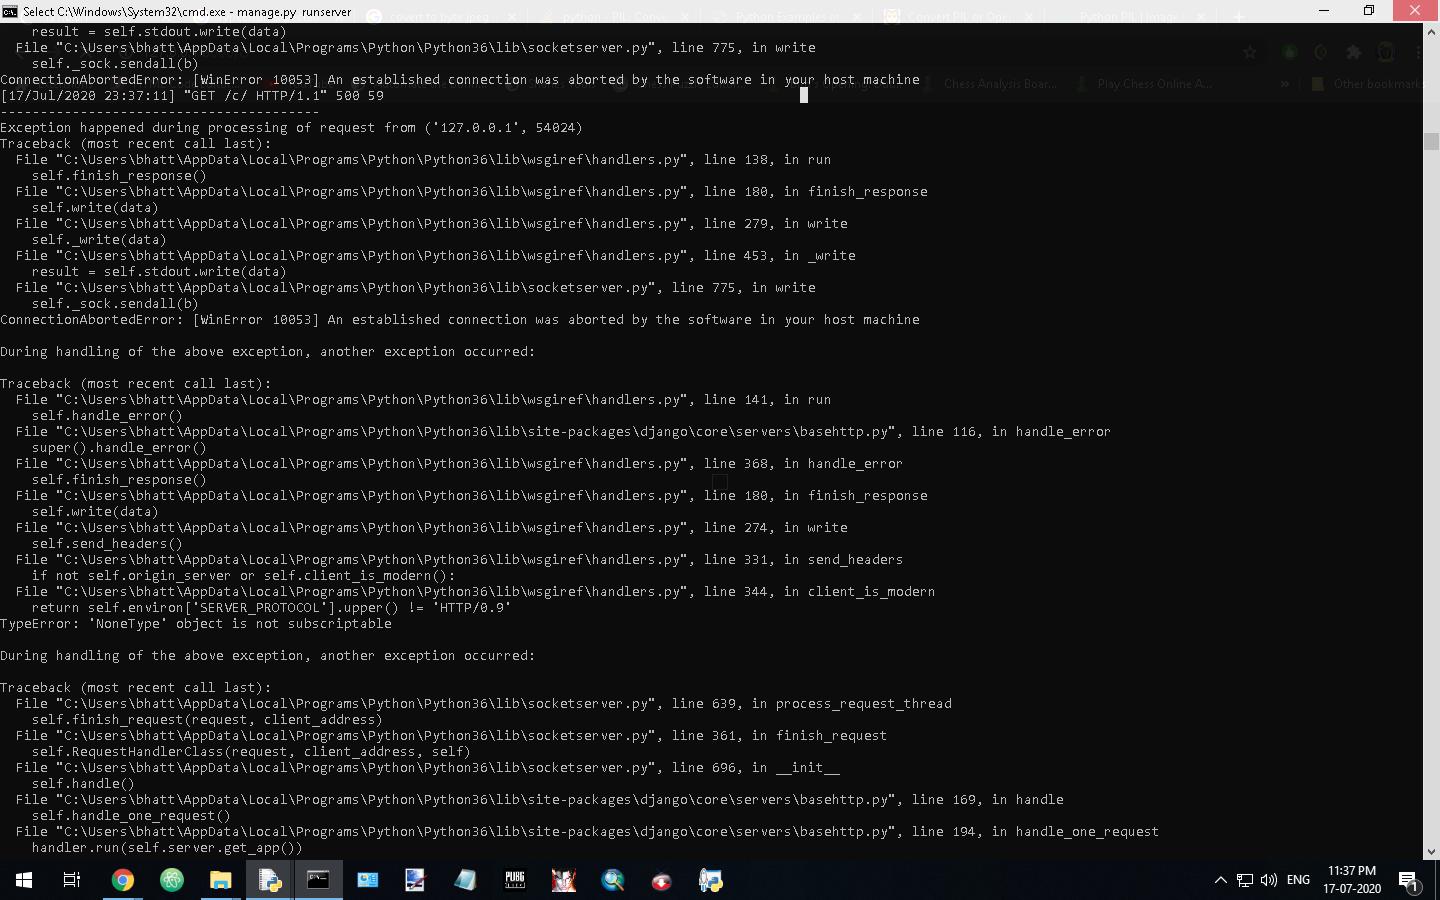 Select C:\Windows\System32\cmd.exe - manage.py runserver
result = self.stdout.write(data)
File "C:\Users\bhatt\AppData\Local\Programs\Python\Python36\lib\socketserver.py", line 775, in write
self._sock.sendall(b)
ConnectionAbortedError: [WinError 10053] An established connection was aborted by the software in your host machine
Chess Analysis Boar...
Play Chess Online A...
»
Other bookmarks
[17/Jul/2020 23:37:11] "GET /c/ HTTP/1.1" 500 59
----------------------------------------
Exception happened during processing of request from ('127.0.0.1', 54024)
Traceback (most recent call last):
File "C:\Users\bhatt\AppData\Local\Programs\Python\Python36\lib\wsgiref\handlers.py", line 138, in run
self.finish_response()
File "C:\Users\bhatt\AppData\Local\Programs\Python\Python36\lib\wsgiref\handlers.py", line 180, in finish_response
self.write(data)
File "C:\Users\bhatt\AppData\Local\Programs\Python\Python36\lib\wsgiref\handlers.py", line 279, in write
self._write(data)
File "C:\Users\bhatt\AppData\Local\Programs\Python\Python36\lib\wsgiref\handlers.py", line 453, in _write
result = self.stdout.write(data)
File "C:\Users\bhatt\AppData\Local\Programs\Python\Python36\lib\socketserver.py", line 775, in write
self._sock.sendall(b)
ConnectionAbortedError: [WinError 10053] An established connection was aborted by the software in your host machine
During handling of the above exception, another exception occurred:
Traceback (most recent call last):
File "C:\Users\bhatt\AppData\Local\Programs\Python\Python36\lib\wsgiref\handlers.py", line 141, in run
self.handle_error()
File "C:\Users\bhatt\AppData\Local\Programs\Python\Python36\lib\site-packages\django\core\servers\basehttp.py", line 116, in handle_error
super().handle_error()
File "C:\Users\bhatt\AppData\Local\Programs\Python\Python36\lib\wsgiref\handlers.py", line 368, in handle_error
self.finish_response()
File "C:\Users\bhatt\AppData\Local\Programs\Python\Python36\lib\wsgiref\handlers.py", line 180, in finish_response
self.write(data)
File "C:\Users\bhatt\AppData\Local\Programs\Python\Python36\lib\wsgiref\handlers.py", line 274, in write
self.send_headers()
File "C:\Users\bhatt\AppData\Local\Programs\Python\Python36\lib\wsgiref\handlers.py", line 331, in send_headers
if not self.origin_server or self.client_is_modern():
File "C:\Users\bhatt\AppData\Local\Programs\Python\Python36\lib\wsgiref\handlers.py", line 344, in client_is_modern
return self.environ['SERVER_PROTOCOL'].upper() != 'HTTP/0.9'
TypeError: 'NoneType' object is not subscriptable
During handling of the above exception, another exception occurred:
Traceback (most recent call last):
File "C:\Users\bhatt\AppData\Local\Programs\Python\Python36\lib\socketserver.py", line 639, in process_request_thread
self.finish_request(request, client_address)
File "C:\Users\bhatt\AppData\Local\Programs\Python\Python36\lib\socketserver.py", line 361, in finish_request
self.RequestHandlerClass(request, client_address, self)
File "C:\Users\bhatt\AppData\Local\Programs\Python\Python36\lib\socketserver.py", line 696, in __init__
self.handle()
File "C:\Users\bhatt\AppData\Local\Programs\Python\Python36\lib\site-packages\django\core\servers\basehttp.py", line 169, in handle
self.handle_one_request()
File "C:\Users\bhatt\AppData\Local\Programs\Python\Python36\lib\site-packages\django\core\servers\basehttp.py", line 194, in handle_one_request
handler.run(self.server.get_app())
PUBG
ENG
11:37 PM
17-07-2020
1